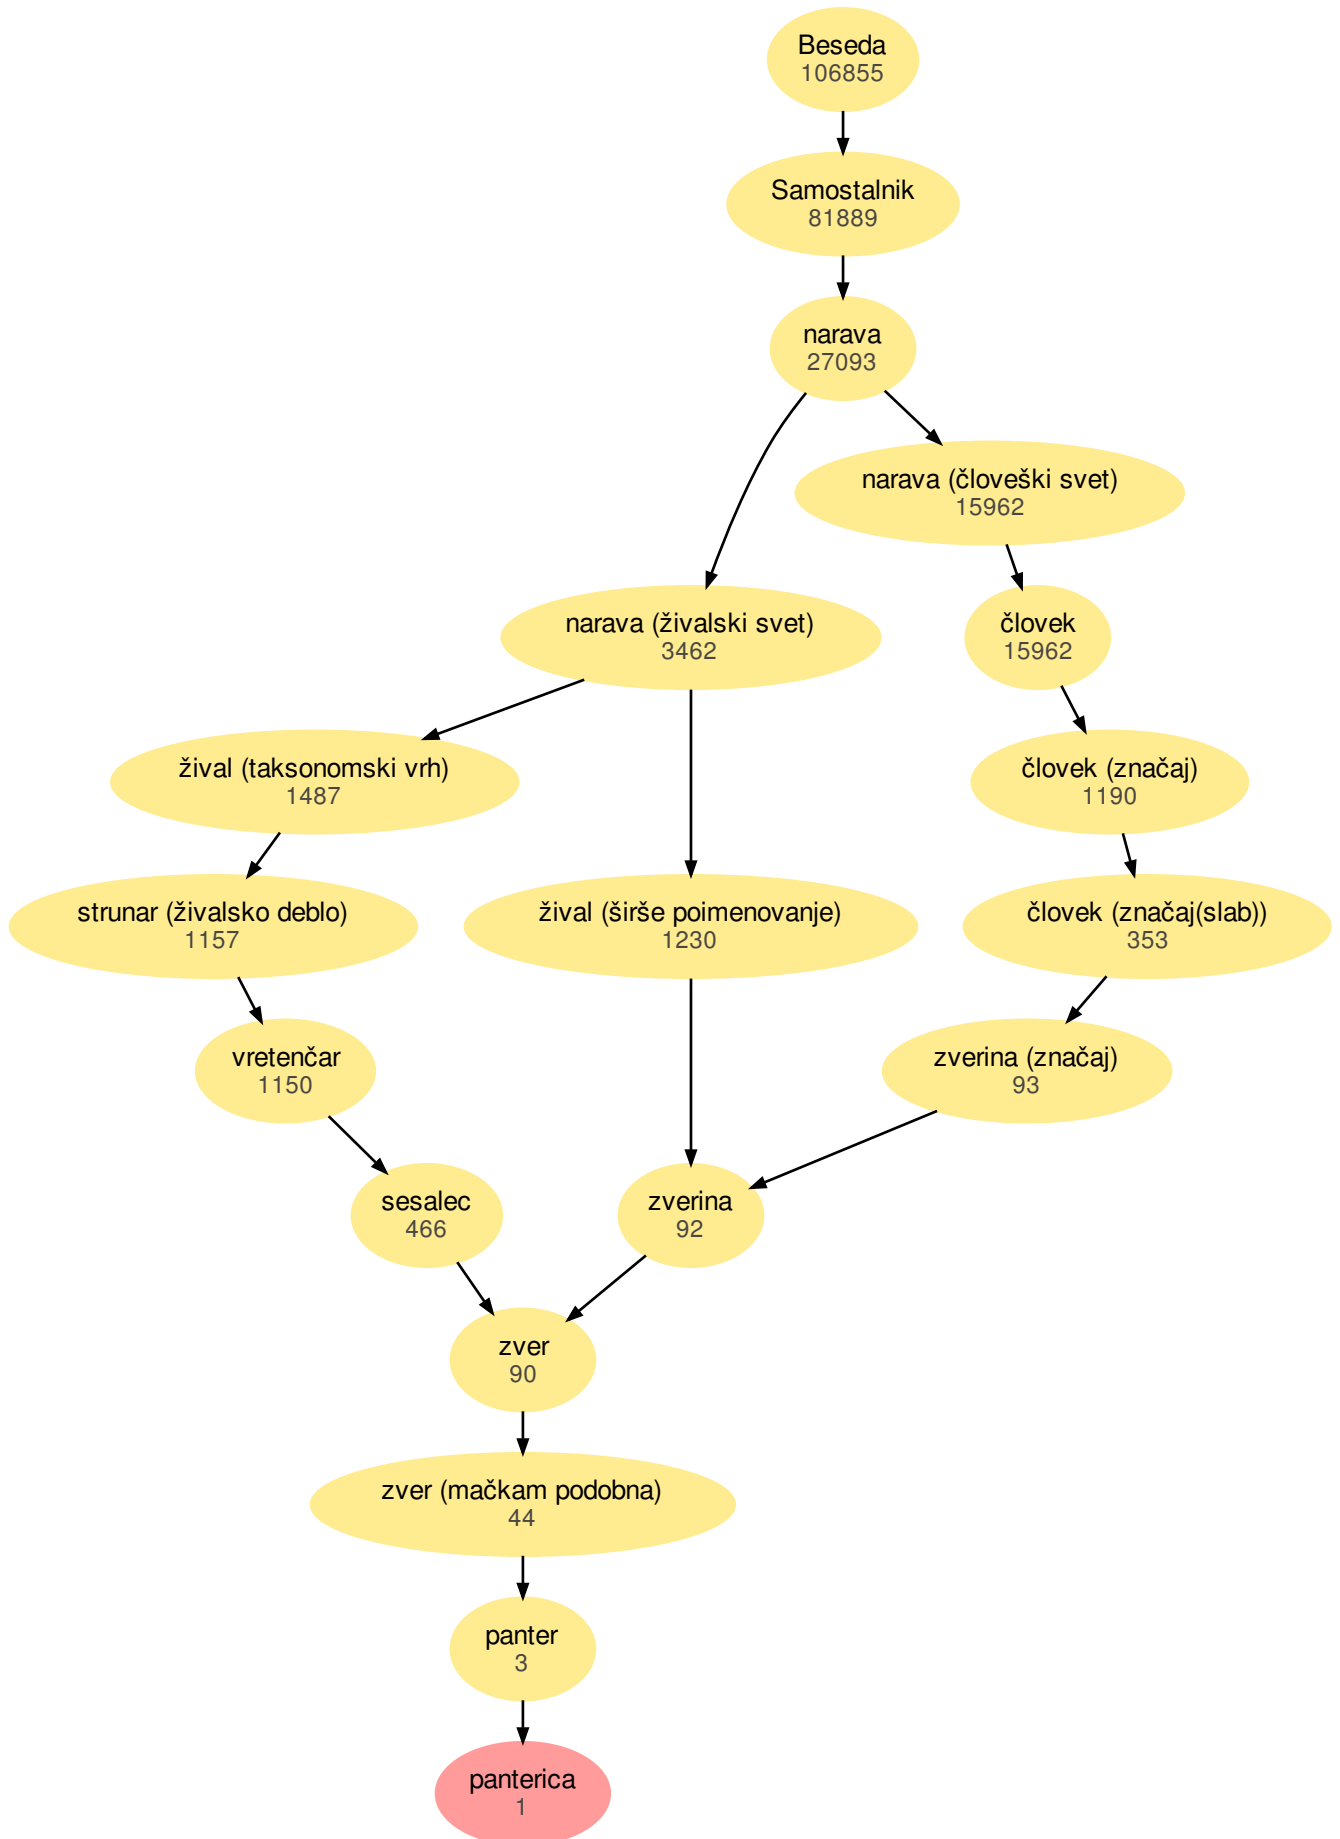 Beseda
106855
Samostalnik
81889
narava
27093
narava (človeški svet)
15962
narava (živalski svet)
3462
človek
15962
žival (taksonomski vrh)
1487
človek (značaj)
1190
strunar (živalsko deblo)
1157
žival (širše poimenovanje)
1230
človek (značaj(slab))
353
vretenčar
1150
zverina (značaj)
93
sesalec
466
zverina
92
zver
90
zver (mačkam podobna)
44
panter
3
panterica
1